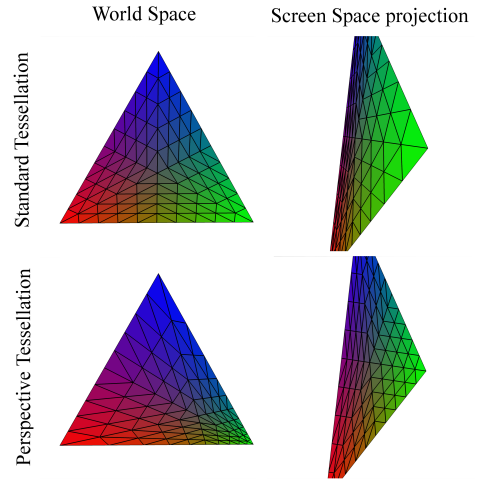 World Space
Screen Space projection
Standard Tessellation
Perspective Tessellation